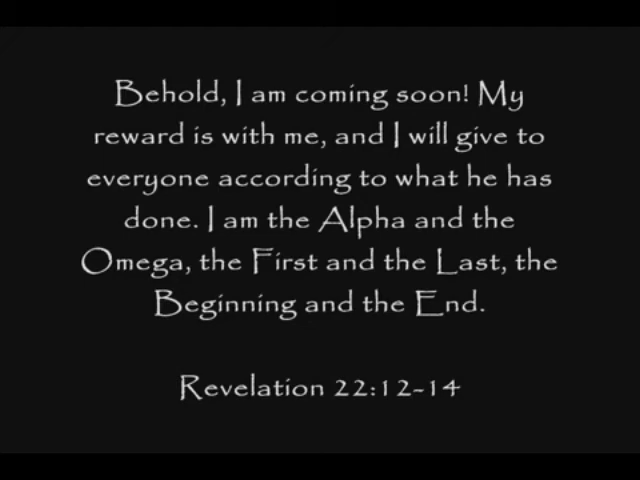 Behold, I am coming soon! My
reward is with me, and I will give to
everyone according to what he has
done. I am the Alpha and the
Omega, the First and the Last, the
Beginning and the End.
Revelation 22:12-14